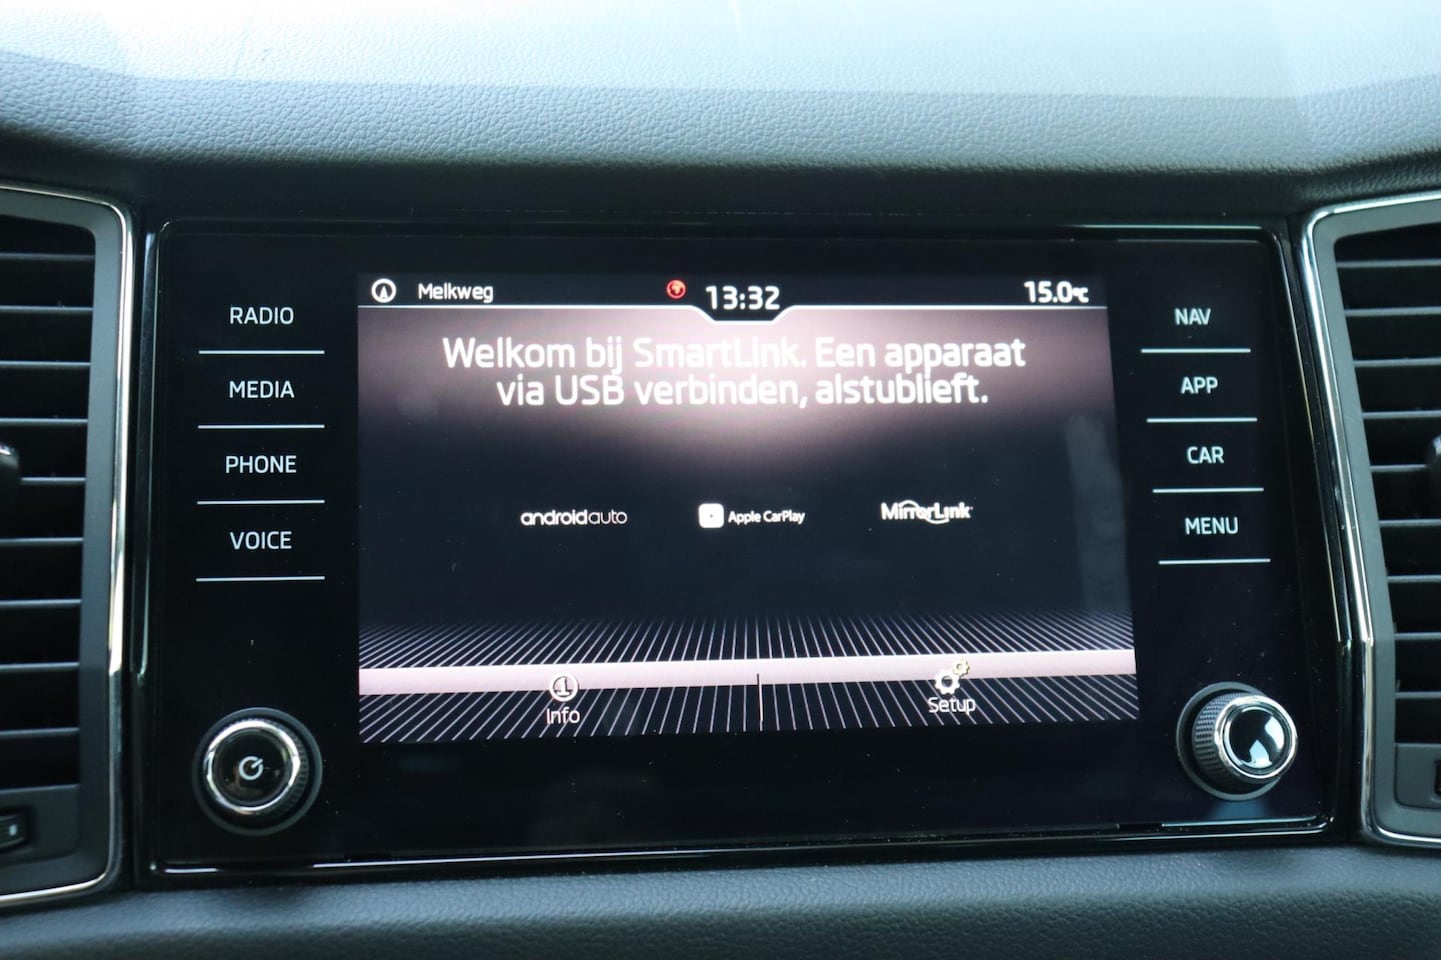 Melkweg
13:32
15.0°C
RADIO
MEDIA
PHONE
VOICE
Welkom bij SmartLink. Een apparaat
via USB verbinden, alstublieft.
androidauto
Apple CarPlay
MirrorLink
Info
Setup
NAV
APP
CAR
MENU